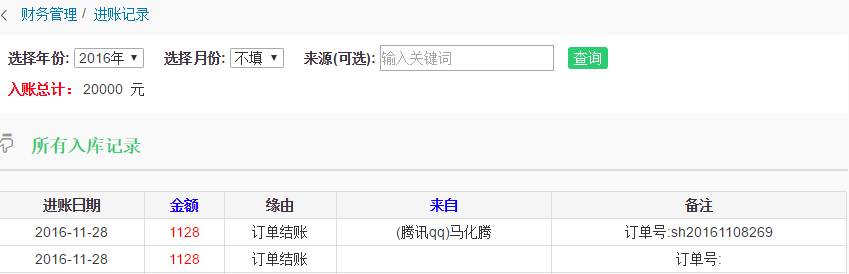 财务管理 / 进账记录
选择年份: 2016年 选择月份: 不填 来源(可选): 输入关键词 查询
入账总计： 20000 元
所有入库记录
进账日期 金额 缘由 来自 备注
2016-11-28 1128 订单结账 (腾讯qq)马化腾 订单号:sh20161108269
2016-11-28 1128 订单结账 订单号: